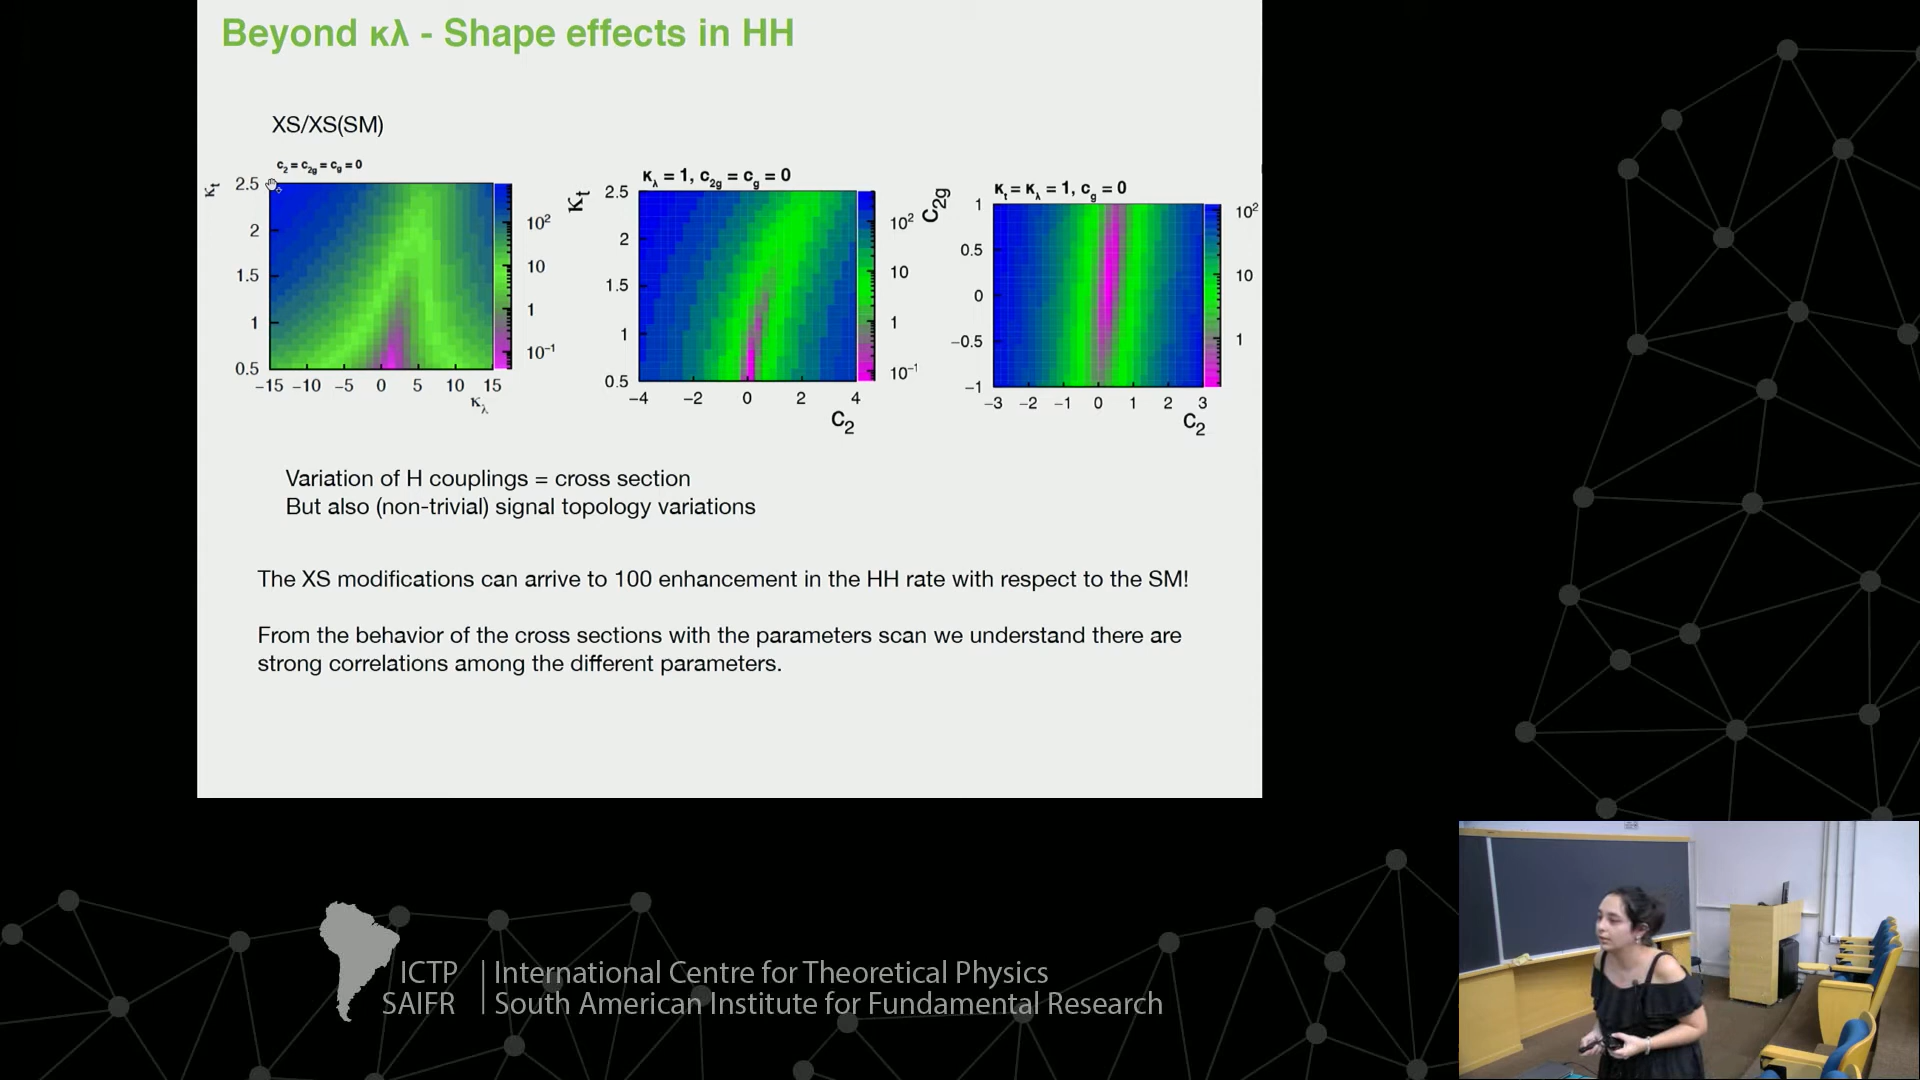 Beyond κλ - Shape effects in HH
XS/XS(SM)
c2 = c2g = cg = 0
κt
2.5
2
1.5
1
0.5
−15 −10 −5 0 5 10 15
κλ
10²
10
1
10⁻¹
κλ = 1, c2g = cg = 0
κt
2.5
2
1.5
1
0.5
−4 −2 0 2 4
c2
10²
10
1
10⁻¹
κt = κλ = 1, cg = 0
c2g
1
0.5
0
−0.5
−1
−3 −2 −1 0 1 2 3
c2
10²
10
1
Variation of H couplings = cross section
But also (non-trivial) signal topology variations
The XS modifications can arrive to 100 enhancement in the HH rate with respect to the SM!
From the behavior of the cross sections with the parameters scan we understand there are
strong correlations among the different parameters.
ICTP | International Centre for Theoretical Physics
SAIFR | South American Institute for Fundamental Research